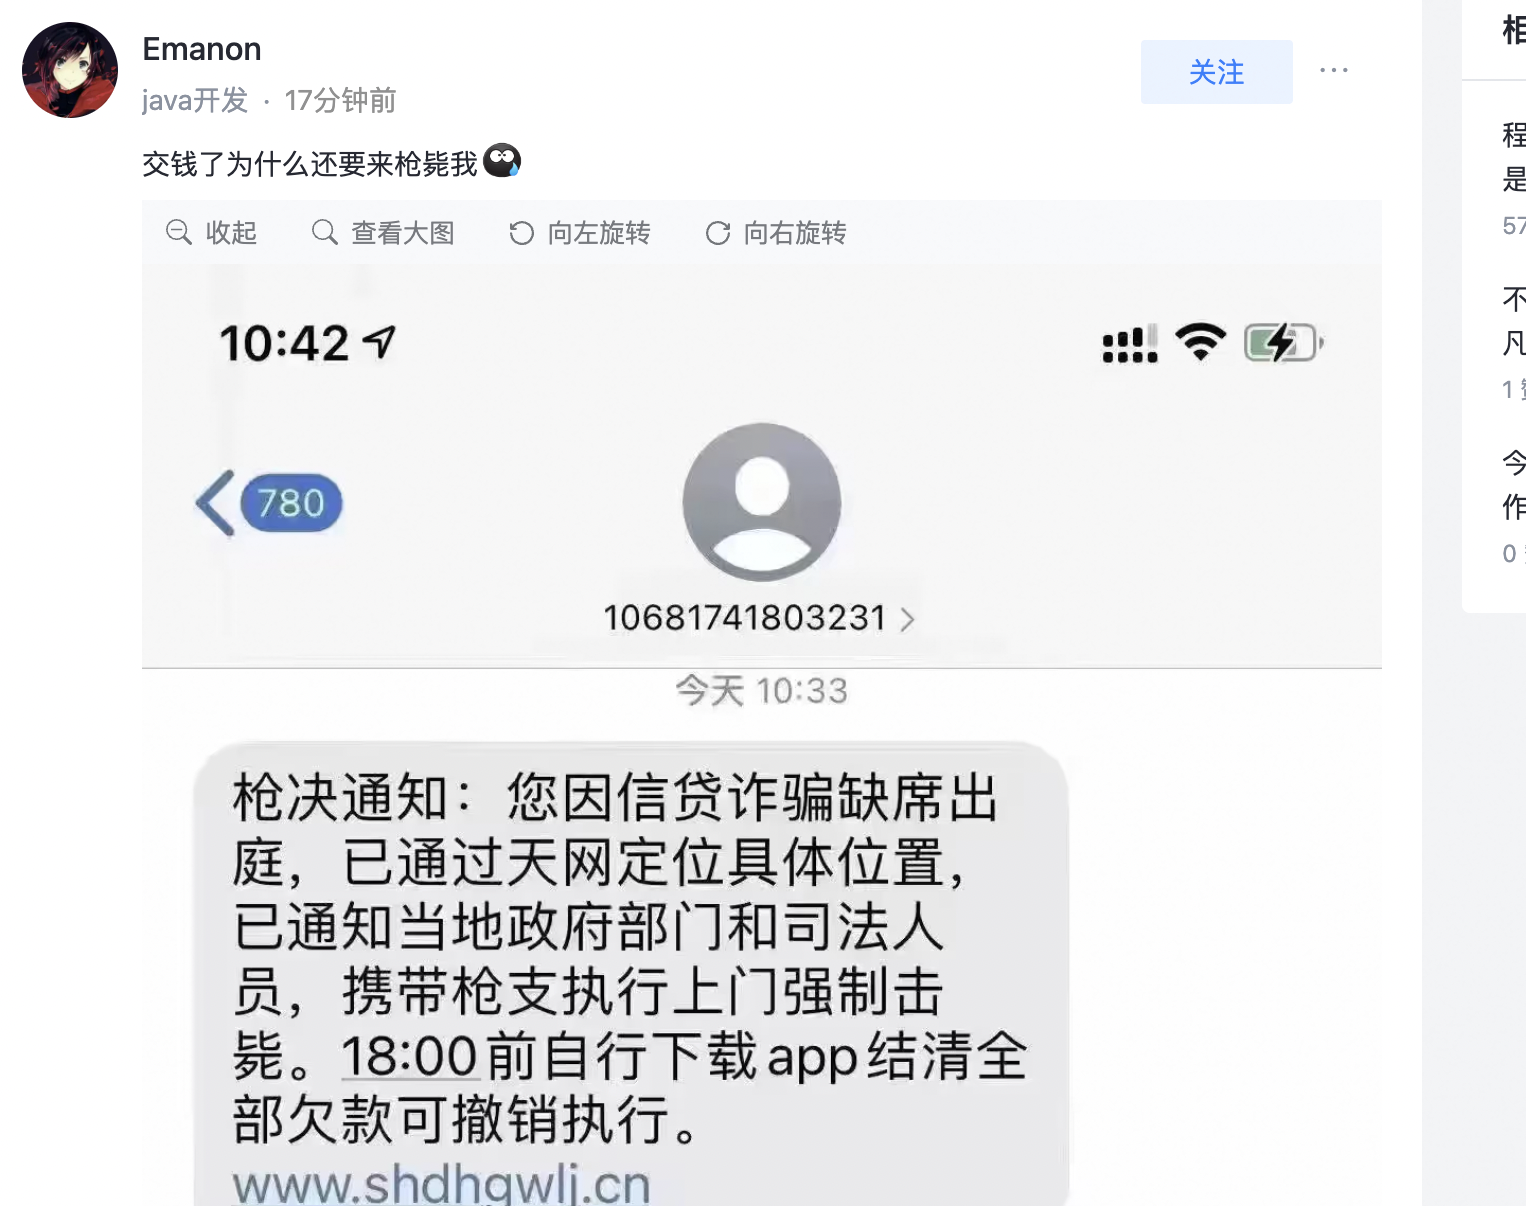 Emanon
java开发 · 17分钟前
关注
交钱了为什么还要来枪毙我
收起 查看大图 向左旋转 向右旋转
10:42
780
10681741803231
今天 10:33
枪决通知：您因信贷诈骗缺席出
庭，已通过天网定位具体位置，
已通知当地政府部门和司法人
员，携带枪支执行上门强制击
毙。18:00前自行下载app结清全
部欠款可撤销执行。
www.shdhgwlj.cn
相
程
是
57
不
凡
1
今
作
0